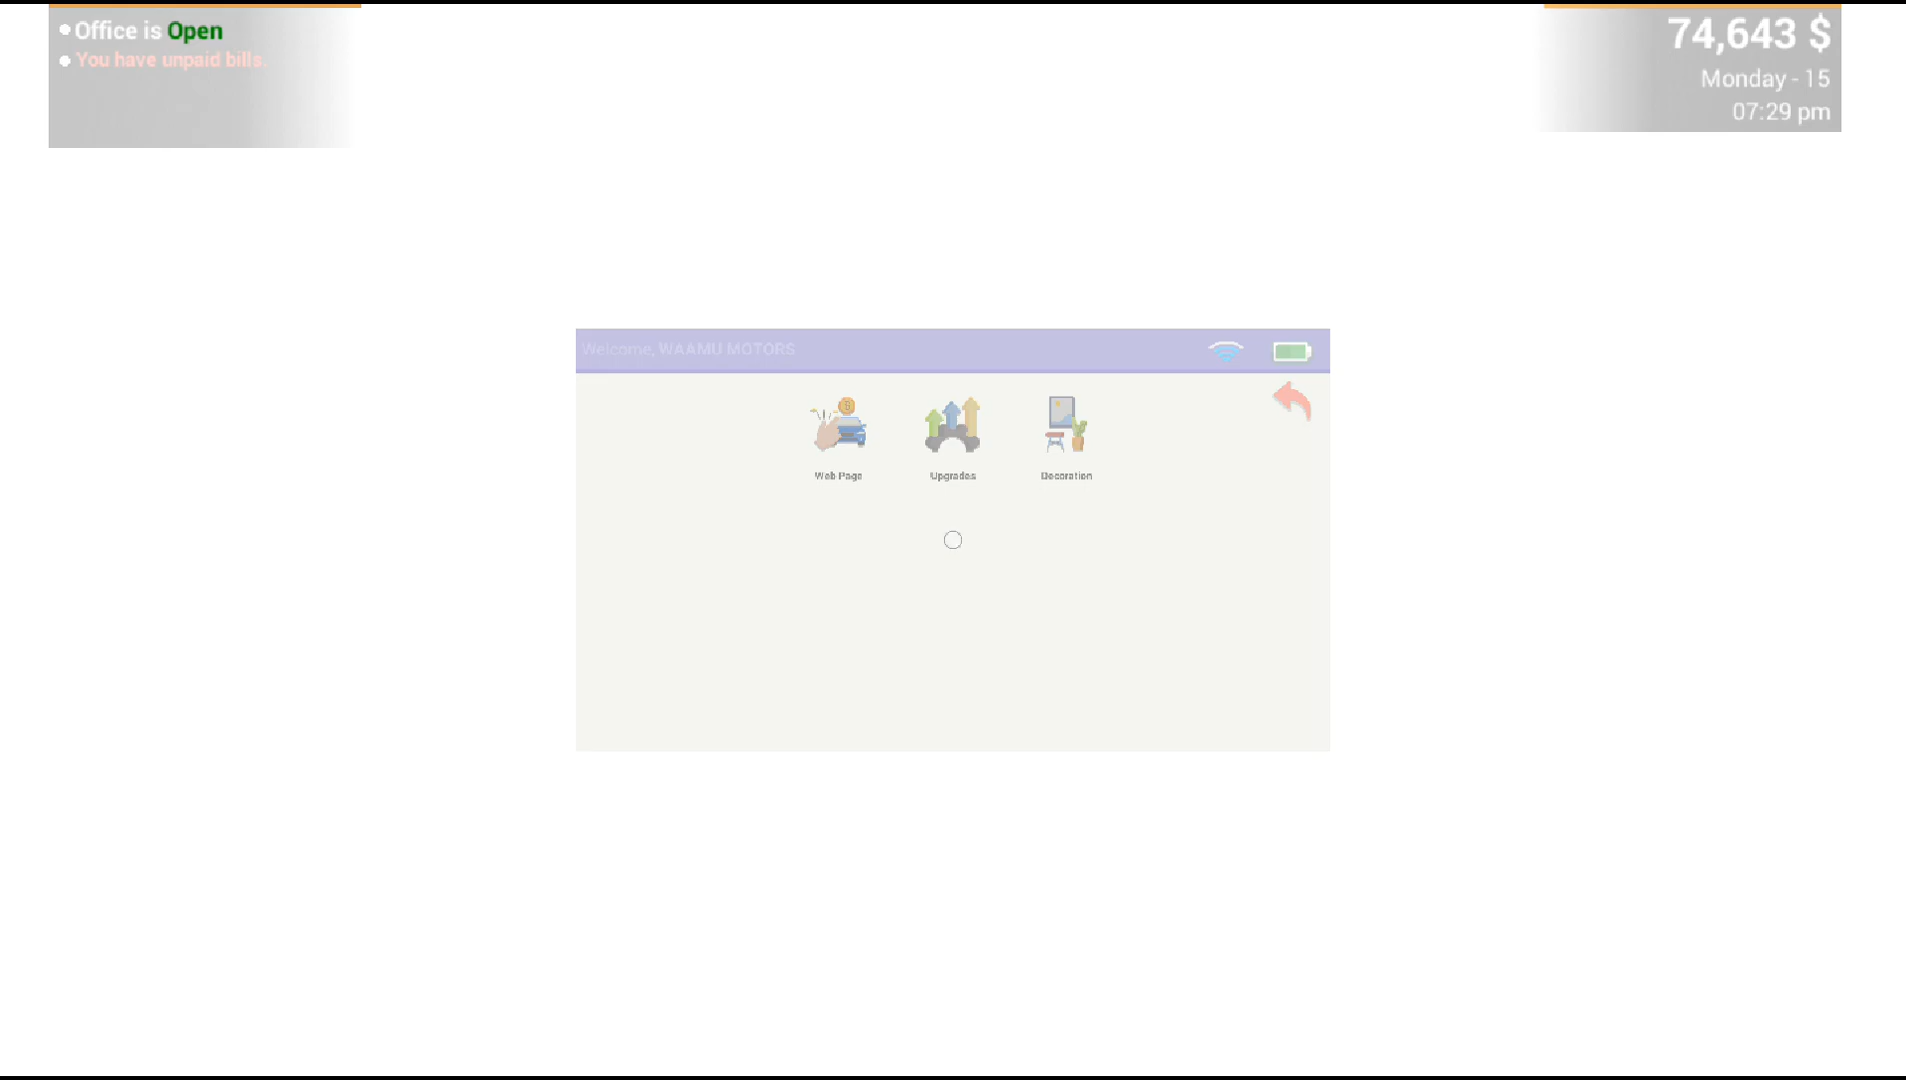 Office is Open
You have unpaid bills.
74,643 $
Monday - 15
07:29 pm
Welcome, WAAMU MOTORS
Web Page
Upgrades
Decoration